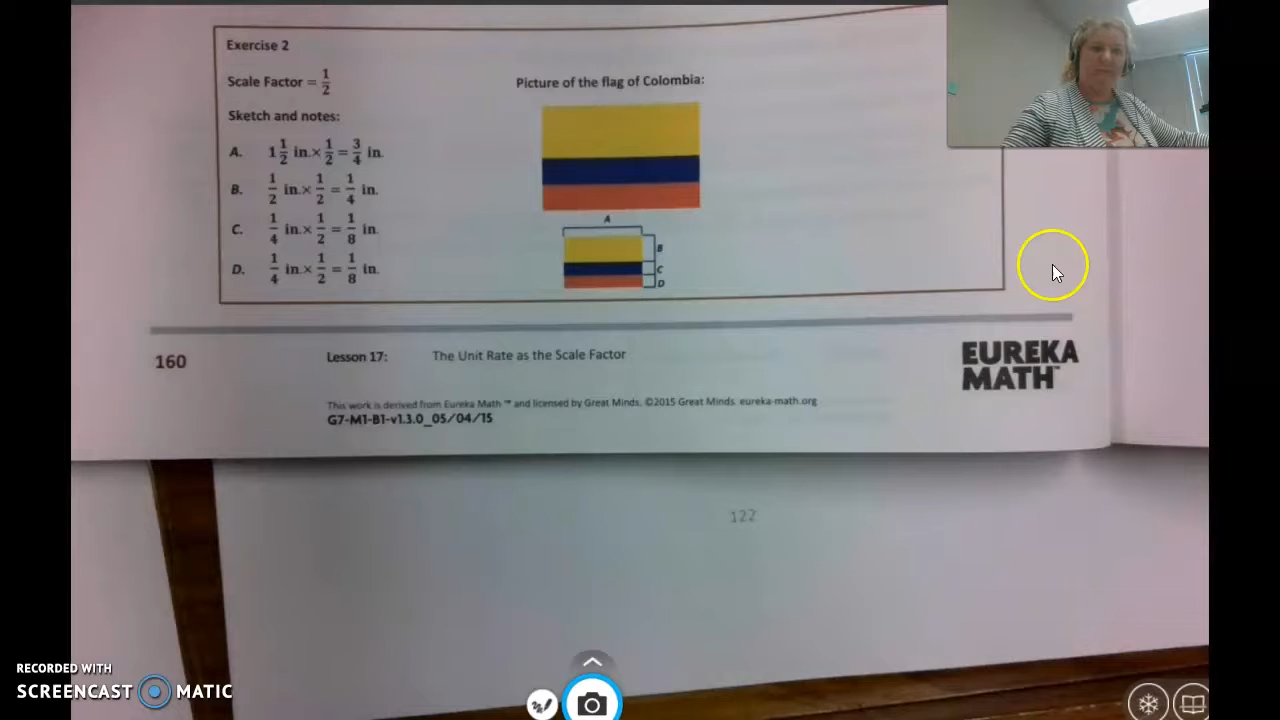 Exercise 2
Scale Factor = 1/2
Picture of the flag of Colombia:
Sketch and notes:
A. 1 1/2 in.× 1/2 = 3/4 in.
B. 1/2 in.× 1/2 = 1/4 in.
C. 1/4 in.× 1/2 = 1/8 in.
D. 1/4 in.× 1/2 = 1/8 in.
A
B
C
D
160
Lesson 17: The Unit Rate as the Scale Factor
EUREKA
MATH™
This work is derived from Eureka Math ™ and licensed by Great Minds. ©2015 Great Minds. eureka-math.org
G7-M1-B1-v1.3.0_05/04/15
122
RECORDED WITH
SCREENCAST MATIC